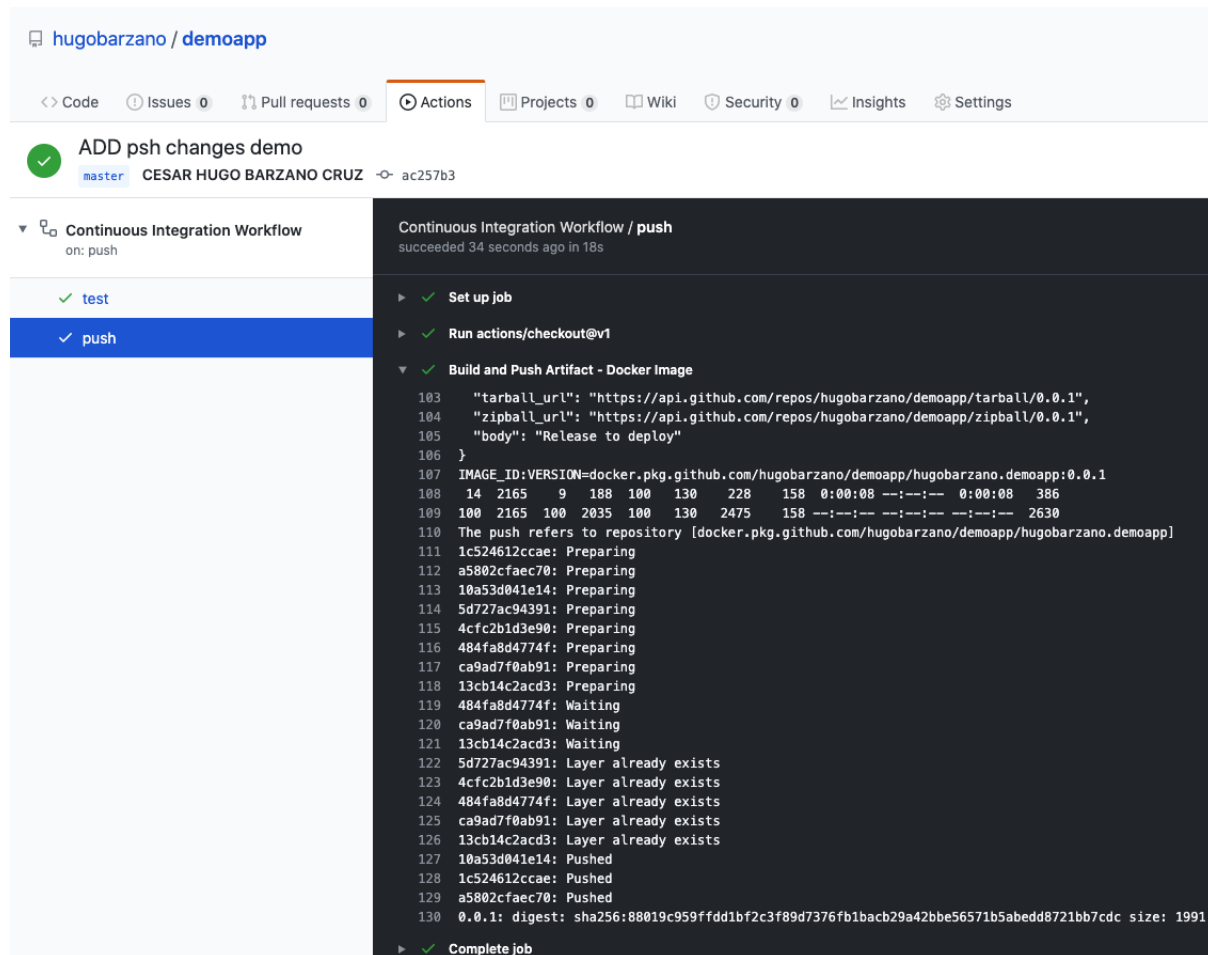 hugobarzano / demoapp
Code Issues 0 Pull requests 0 Actions Projects 0 Wiki Security 0 Insights Settings
ADD psh changes demo
master CESAR HUGO BARZANO CRUZ ac257b3
Continuous Integration Workflow
on: push
test
push
Continuous Integration Workflow / push
succeeded 34 seconds ago in 18s
Set up job
Run actions/checkout@v1
Build and Push Artifact - Docker Image
103 "tarball_url": "https://api.github.com/repos/hugobarzano/demoapp/tarball/0.0.1",
104 "zipball_url": "https://api.github.com/repos/hugobarzano/demoapp/zipball/0.0.1",
105 "body": "Release to deploy"
106 }
107 IMAGE_ID:VERSION=docker.pkg.github.com/hugobarzano/demoapp/hugobarzano.demoapp:0.0.1
108 14 2165 9 188 100 130 228 158 0:00:08 --:--:-- 0:00:08 386
109 100 2165 100 2035 100 130 2475 158 --:--:-- --:--:-- --:--:-- 2630
110 The push refers to repository [docker.pkg.github.com/hugobarzano/demoapp/hugobarzano.demoapp]
111 1c524612ccae: Preparing
112 a5802cfaec70: Preparing
113 10a53d041e14: Preparing
114 5d727ac94391: Preparing
115 4cfc2b1d3e90: Preparing
116 484fa8d4774f: Preparing
117 ca9ad7f0ab91: Preparing
118 13cb14c2acd3: Preparing
119 484fa8d4774f: Waiting
120 ca9ad7f0ab91: Waiting
121 13cb14c2acd3: Waiting
122 5d727ac94391: Layer already exists
123 4cfc2b1d3e90: Layer already exists
124 484fa8d4774f: Layer already exists
125 ca9ad7f0ab91: Layer already exists
126 13cb14c2acd3: Layer already exists
127 10a53d041e14: Pushed
128 1c524612ccae: Pushed
129 a5802cfaec70: Pushed
130 0.0.1: digest: sha256:88019c959ffdd1bf2c3f89d7376fb1bacb29a42bbe56571b5abedd8721bb7cdc size: 1991
Complete job